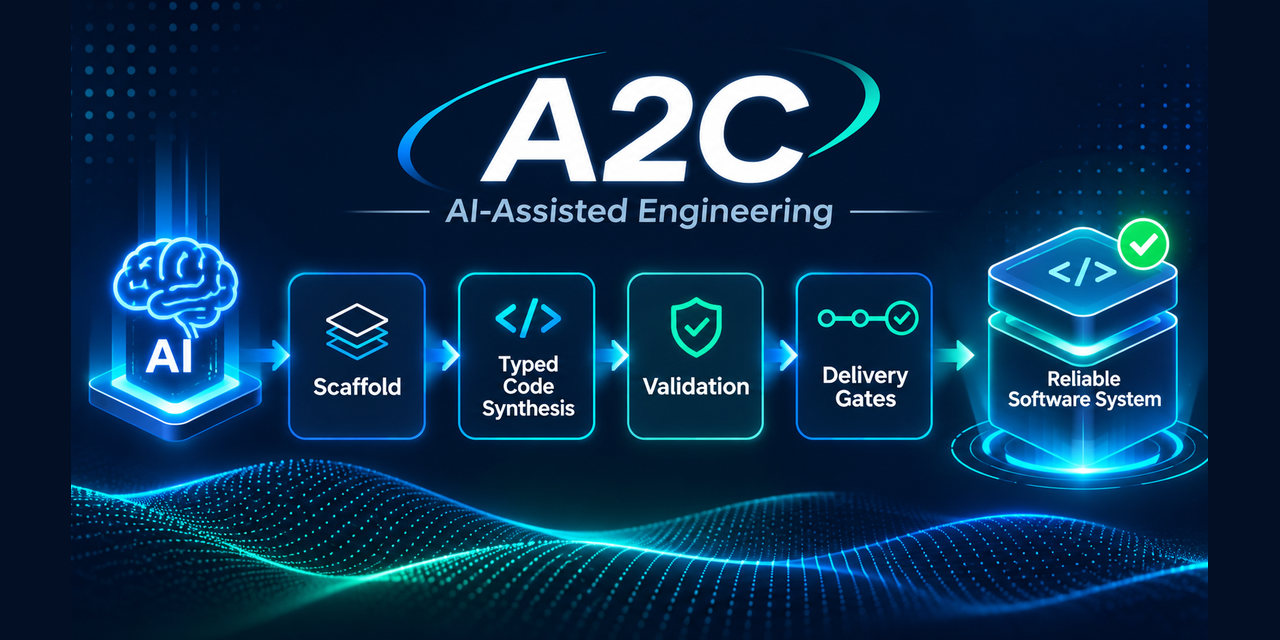 A2C
AI-Assisted Engineering
AI
Scaffold
</>
Typed
Code
Synthesis
Validation
Delivery
Gates
</>
Reliable
Software System